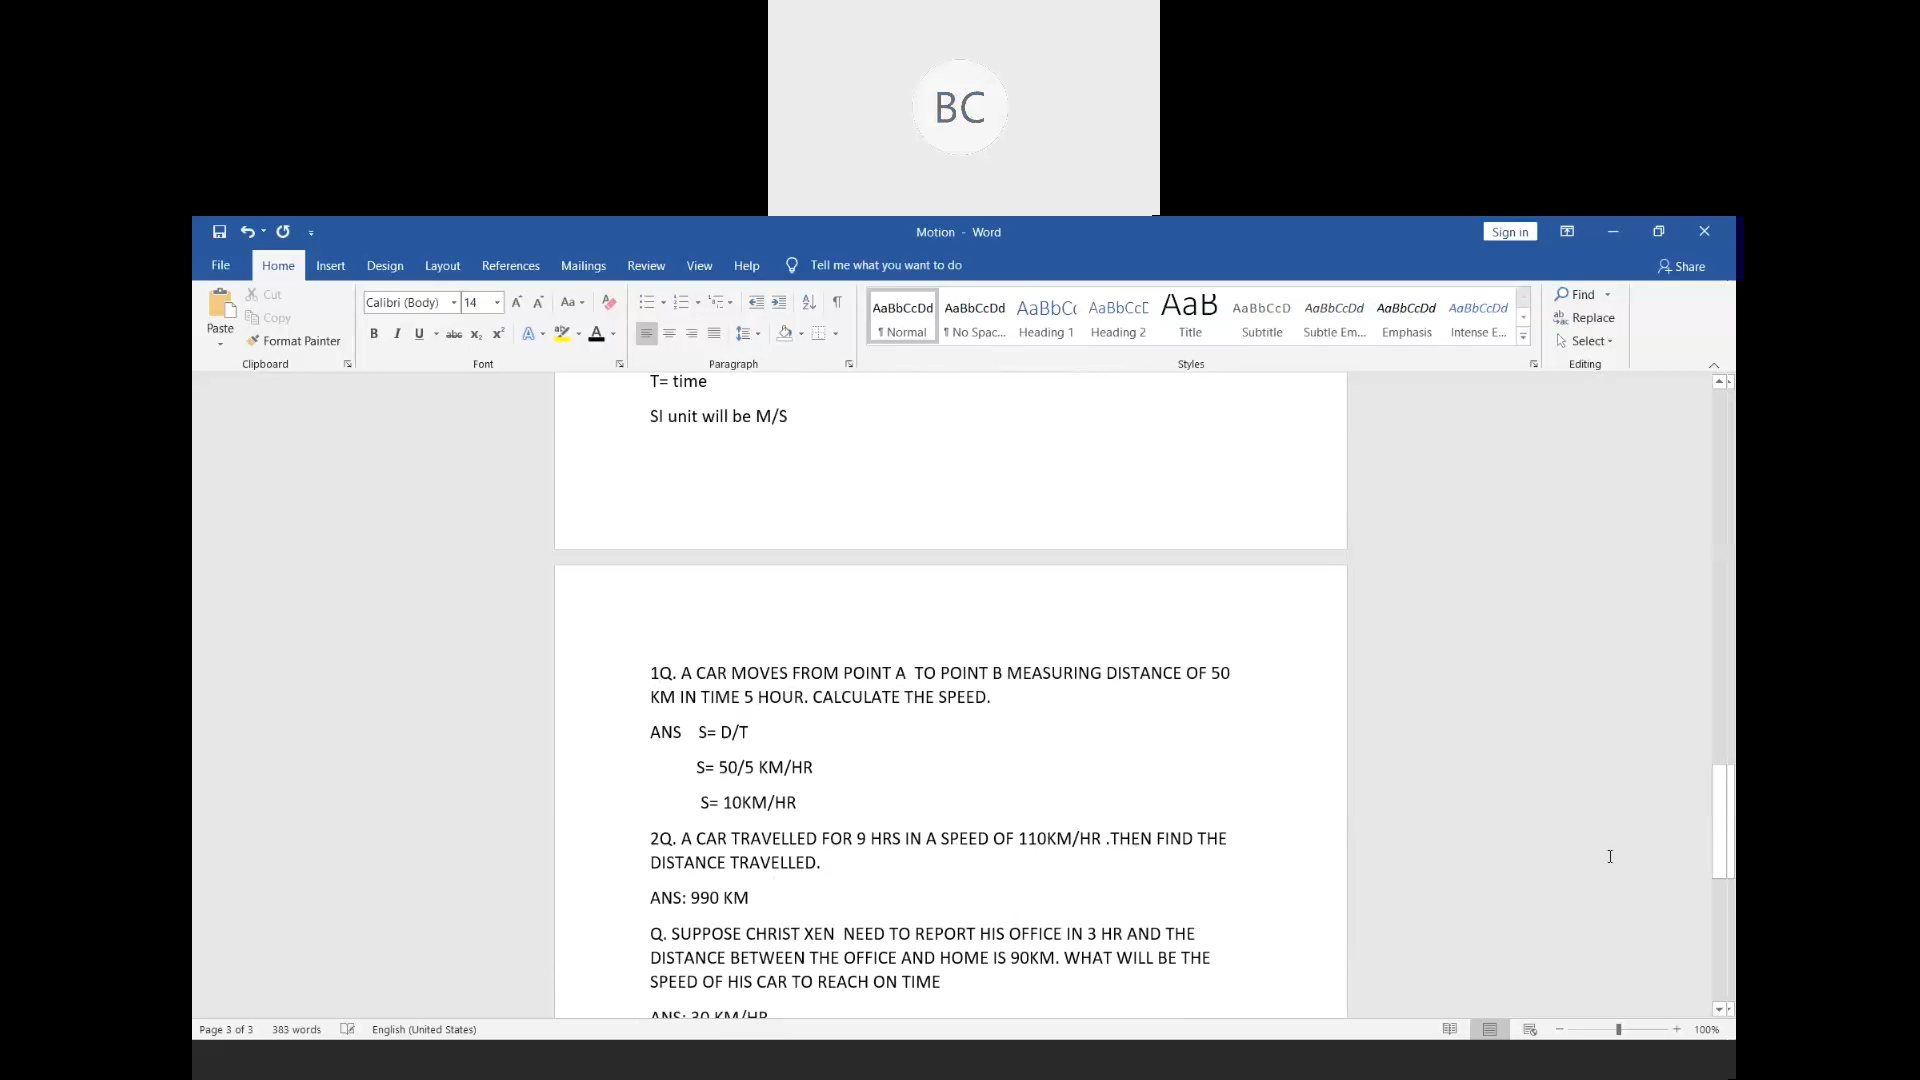 BC
Motion - Word
Sign in
File Home Insert Design Layout References Mailings Review View Help Tell me what you want to do
Share
Paste
Cut
Copy
Format Painter
Clipboard
Calibri (Body) 14
Font
Paragraph
AaBbCcDd AaBbCcDd AaBbCc AaBbCcE AaB AaBbCcD AaBbCcDd AaBbCcDd AaBbCcDd
¶ Normal ¶ No Spac... Heading 1 Heading 2 Title Subtitle Subtle Em... Emphasis Intense E...
Styles
Find
Replace
Select
Editing
T= time
SI unit will be M/S
1Q. A CAR MOVES FROM POINT A  TO POINT B MEASURING DISTANCE OF 50
KM IN TIME 5 HOUR. CALCULATE THE SPEED.
ANS    S= D/T
S= 50/5 KM/HR
S= 10KM/HR
2Q. A CAR TRAVELLED FOR 9 HRS IN A SPEED OF 110KM/HR .THEN FIND THE
DISTANCE TRAVELLED.
ANS: 990 KM
Q. SUPPOSE CHRIST XEN  NEED TO REPORT HIS OFFICE IN 3 HR AND THE
DISTANCE BETWEEN THE OFFICE AND HOME IS 90KM. WHAT WILL BE THE
SPEED OF HIS CAR TO REACH ON TIME
ANS: 30 KM/HR
Page 3 of 3 383 words English (United States) 100%